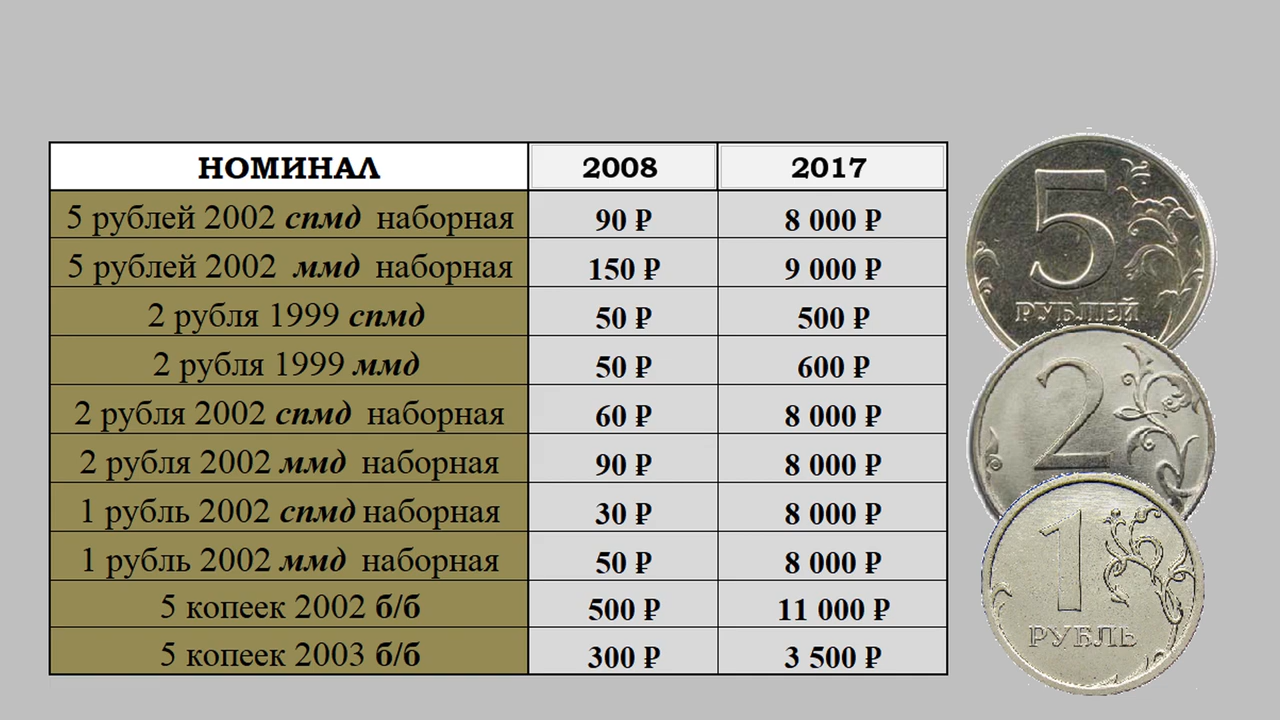 НОМИНАЛ 2008 2017
5 рублей 2002 спмд наборная 90 ₽ 8 000 ₽
5 рублей 2002 ммд наборная 150 ₽ 9 000 ₽
2 рубля 1999 спмд 50 ₽ 500 ₽
2 рубля 1999 ммд 50 ₽ 600 ₽
2 рубля 2002 спмд наборная 60 ₽ 8 000 ₽
2 рубля 2002 ммд наборная 90 ₽ 8 000 ₽
1 рубль 2002 спмд наборная 30 ₽ 8 000 ₽
1 рубль 2002 ммд наборная 50 ₽ 8 000 ₽
5 копеек 2002 б/б 500 ₽ 11 000 ₽
5 копеек 2003 б/б 300 ₽ 3 500 ₽
5
РУБЛЕЙ
2
1
РУБЛЬ